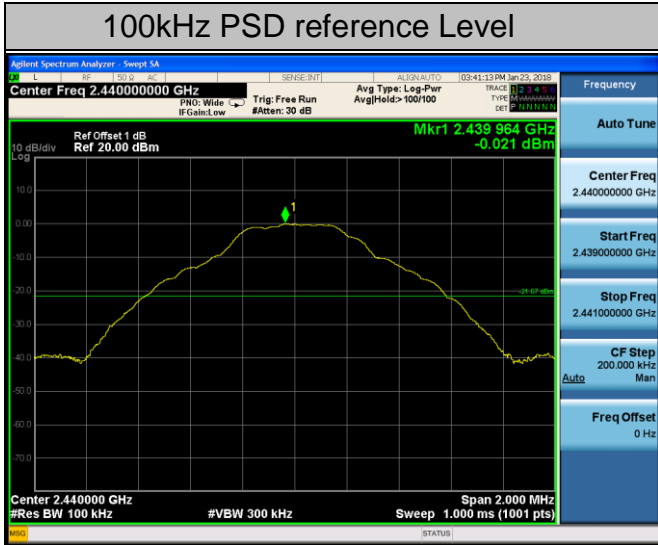 100kHz PSD reference Level
Agilent Spectrum Analyzer - Swept SA
L RF 50 Ω AC SENSE:INT ALIGN AUTO 03:41:13 PM Jan 23, 2018
Center Freq 2.440000000 GHz
PNO: Wide
IFGain:Low
Trig: Free Run
#Atten: 30 dB
Avg Type: Log-Pwr
Avg|Hold:> 100/100
TRACE 1 2 3 4 5 6
TYPE M
DET P N N N N N
Ref Offset 1 dB
10 dB/div Ref 20.00 dBm
Log
Mkr1 2.439 964 GHz
-0.021 dBm
1
10.0
0.00
-10.0
-20.0
-30.0
-40.0
-50.0
-60.0
-70.0
Center 2.440000 GHz
Span 2.000 MHz
#Res BW 100 kHz #VBW 300 kHz Sweep 1.000 ms (1001 pts)
MSG STATUS
Frequency
Auto Tune
Center Freq
2.440000000 GHz
Start Freq
2.439000000 GHz
Stop Freq
2.441000000 GHz
CF Step
200.000 kHz
Auto Man
Freq Offset
0 Hz